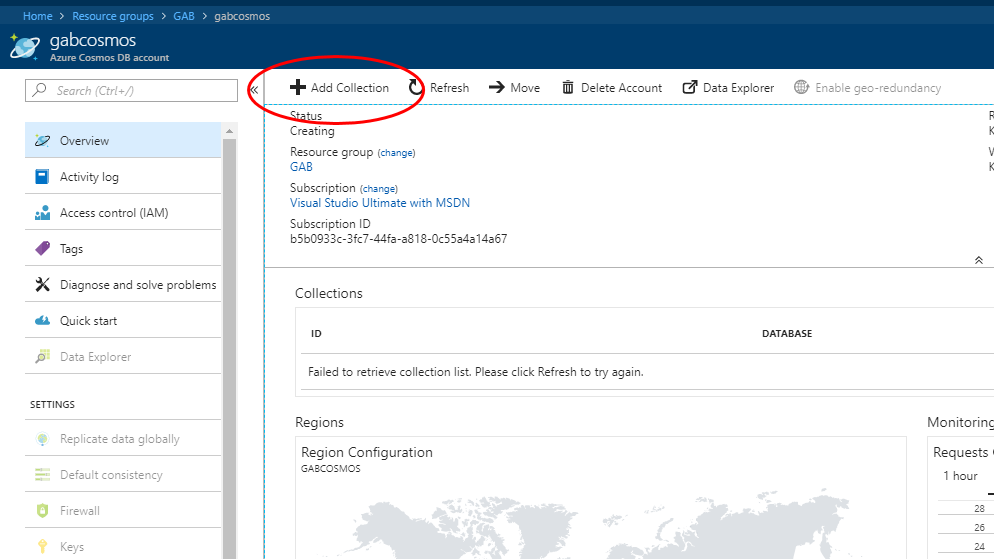 Home > Resource groups > GAB > gabcosmos
gabcosmos
Azure Cosmos DB account
Search (Ctrl+/)
«
Add Collection
Refresh
Move
Delete Account
Data Explorer
Enable geo-redundancy
Overview
Activity log
Access control (IAM)
Tags
Diagnose and solve problems
Quick start
Data Explorer
SETTINGS
Replicate data globally
Default consistency
Firewall
Keys
Status
Creating
Resource group (change)
GAB
Subscription (change)
Visual Studio Ultimate with MSDN
Subscription ID
b5b0933c-3fc7-44fa-a818-0c55a4a14a67
Collections
ID DATABASE
Failed to retrieve collection list. Please click Refresh to try again.
Regions
Region Configuration
GABCOSMOS
Monitoring
Requests
1 hour
28
26
24